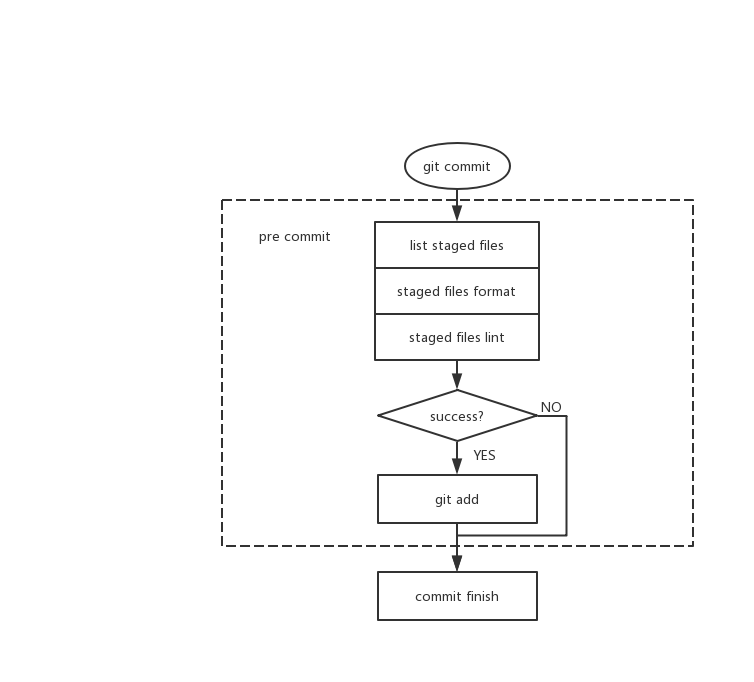 git commit
pre commit
list staged files
staged files format
staged files lint
success?
NO
YES
git add
commit finish